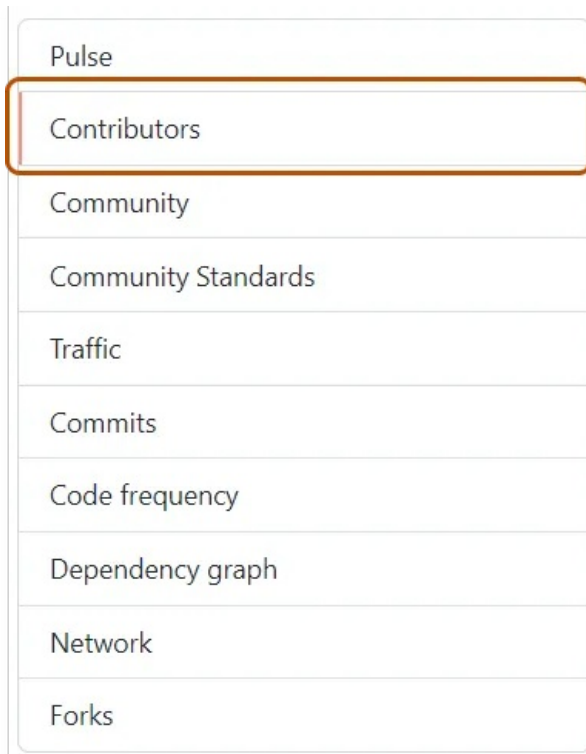 Pulse
Contributors
Community
Community Standards
Traffic
Commits
Code frequency
Dependency graph
Network
Forks